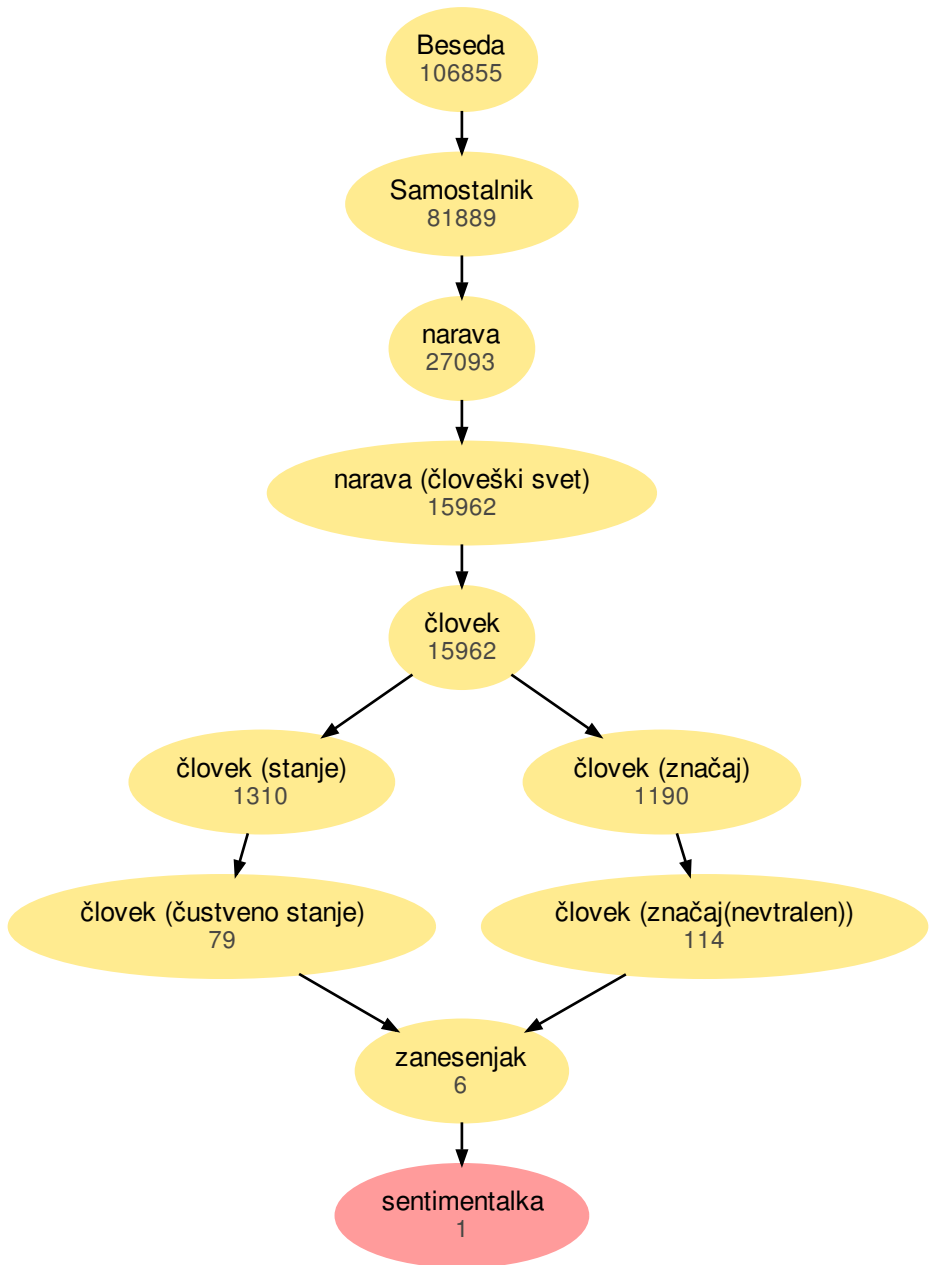 Beseda
106855
Samostalnik
81889
narava
27093
narava (človeški svet)
15962
človek
15962
človek (stanje)
1310
človek (značaj)
1190
človek (čustveno stanje)
79
človek (značaj(nevtralen))
114
zanesenjak
6
sentimentalka
1